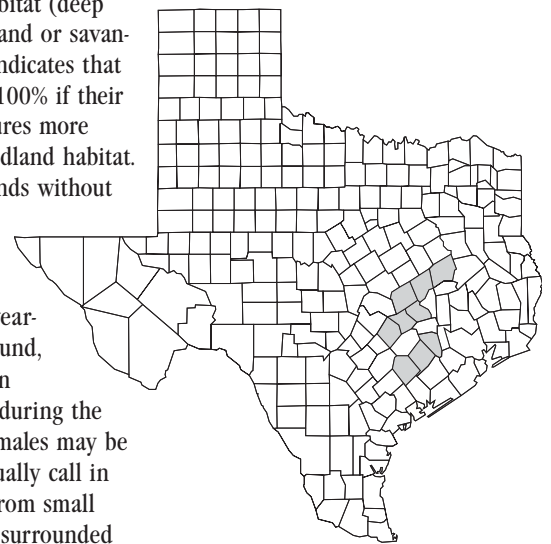 bitat (deep
and or savan-
ndicates that
100% if their
ures more
dland habitat.
nds without
year-
und,
n
during the
males may be
ually call in
rom small
surrounded